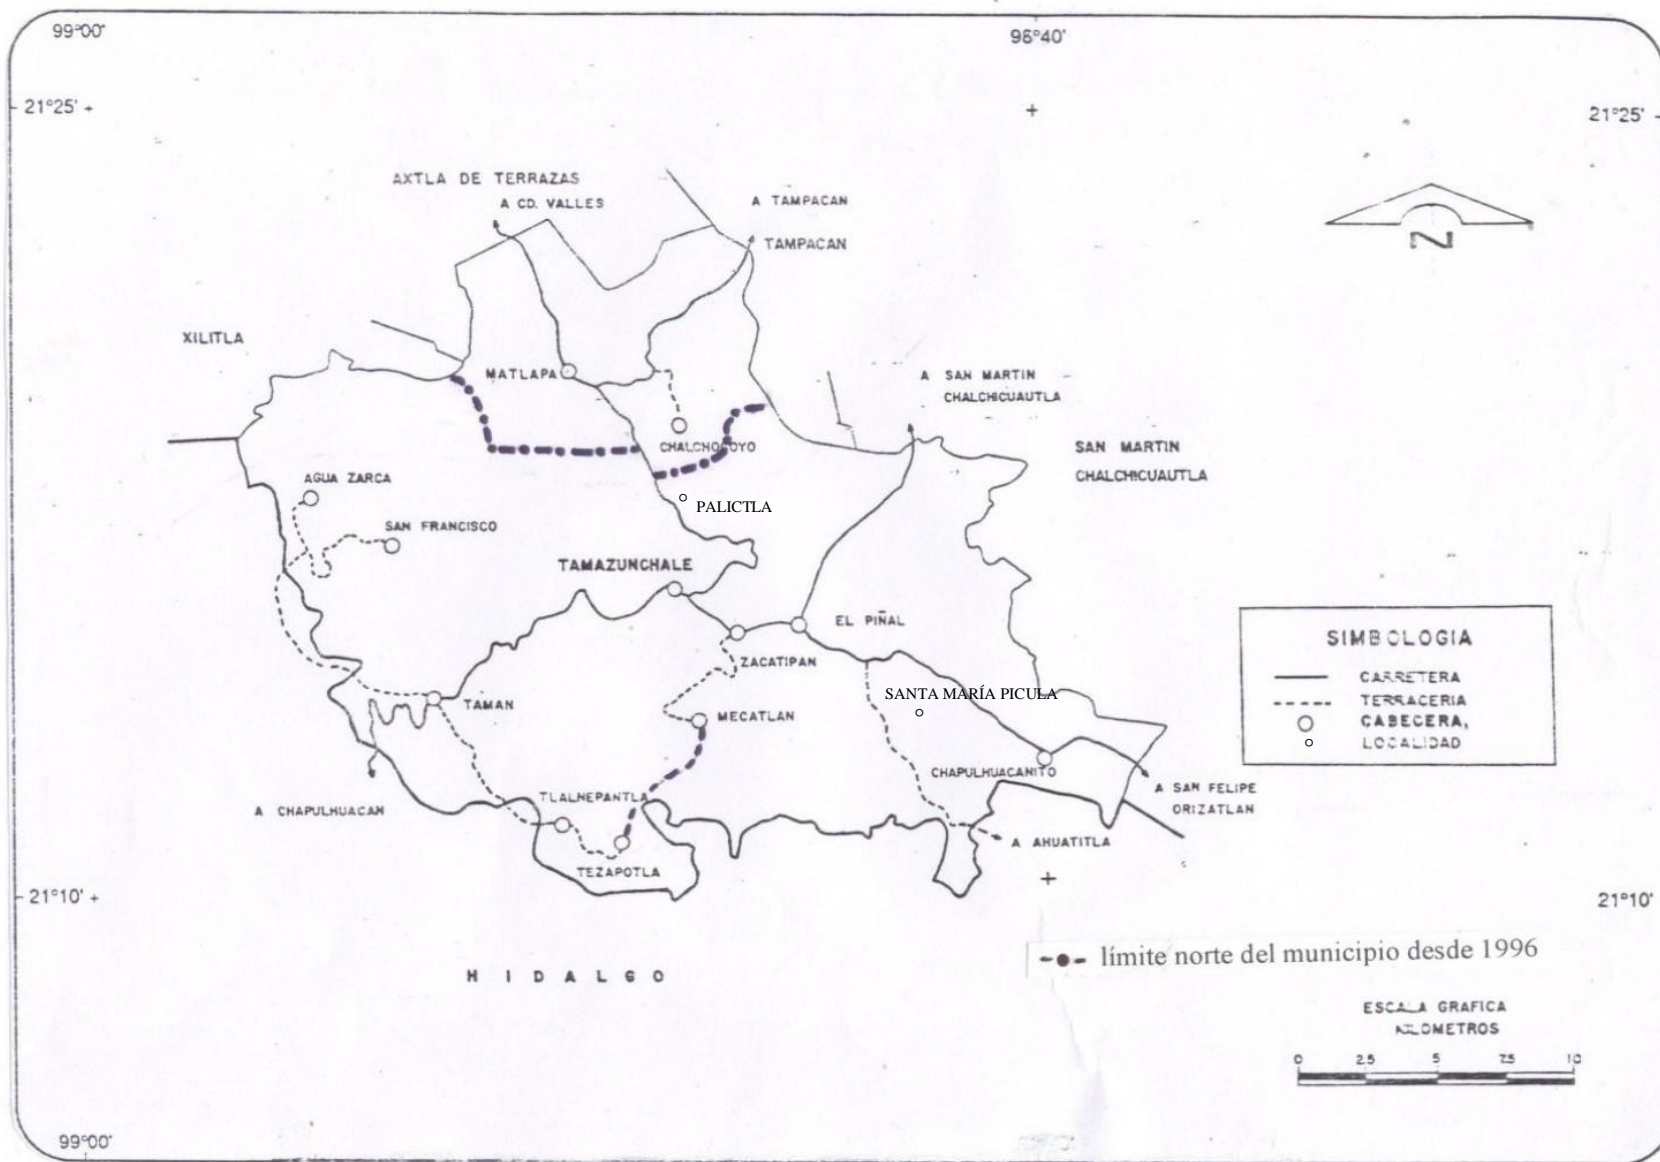 99°00'
96°40'
21°25'
21°25'
AXTLA DE TERRAZAS
A CD. VALLES
A TAMPACAN
TAMPACAN
N
XILITLA
MATLAPA
A SAN MARTIN
CHALCHICUAUTLA
CHALCHOCOYO
SAN MARTIN
CHALCHICUAUTLA
AGUA ZARCA
PALICTLA
SAN FRANCISCO
TAMAZUNCHALE
EL PIÑAL
ZACATIPAN
SANTA MARÍA PICULA
TAMAN
MECATLAN
CHAPULHUACANITO
TLALNEPANTLA
A CHAPULHUACAN
A SAN FELIPE
ORIZATLAN
A AHUATITLA
TEZAPOTLA
SIMBOLOGIA
CARRETERA
TERRACERIA
CABECERA,
LOCALIDAD
21°10'
21°10'
límite norte del municipio desde 1996
HIDALGO
ESCALA GRAFICA
KILOMETROS
0 2.5 5 7.5 10
99°00'